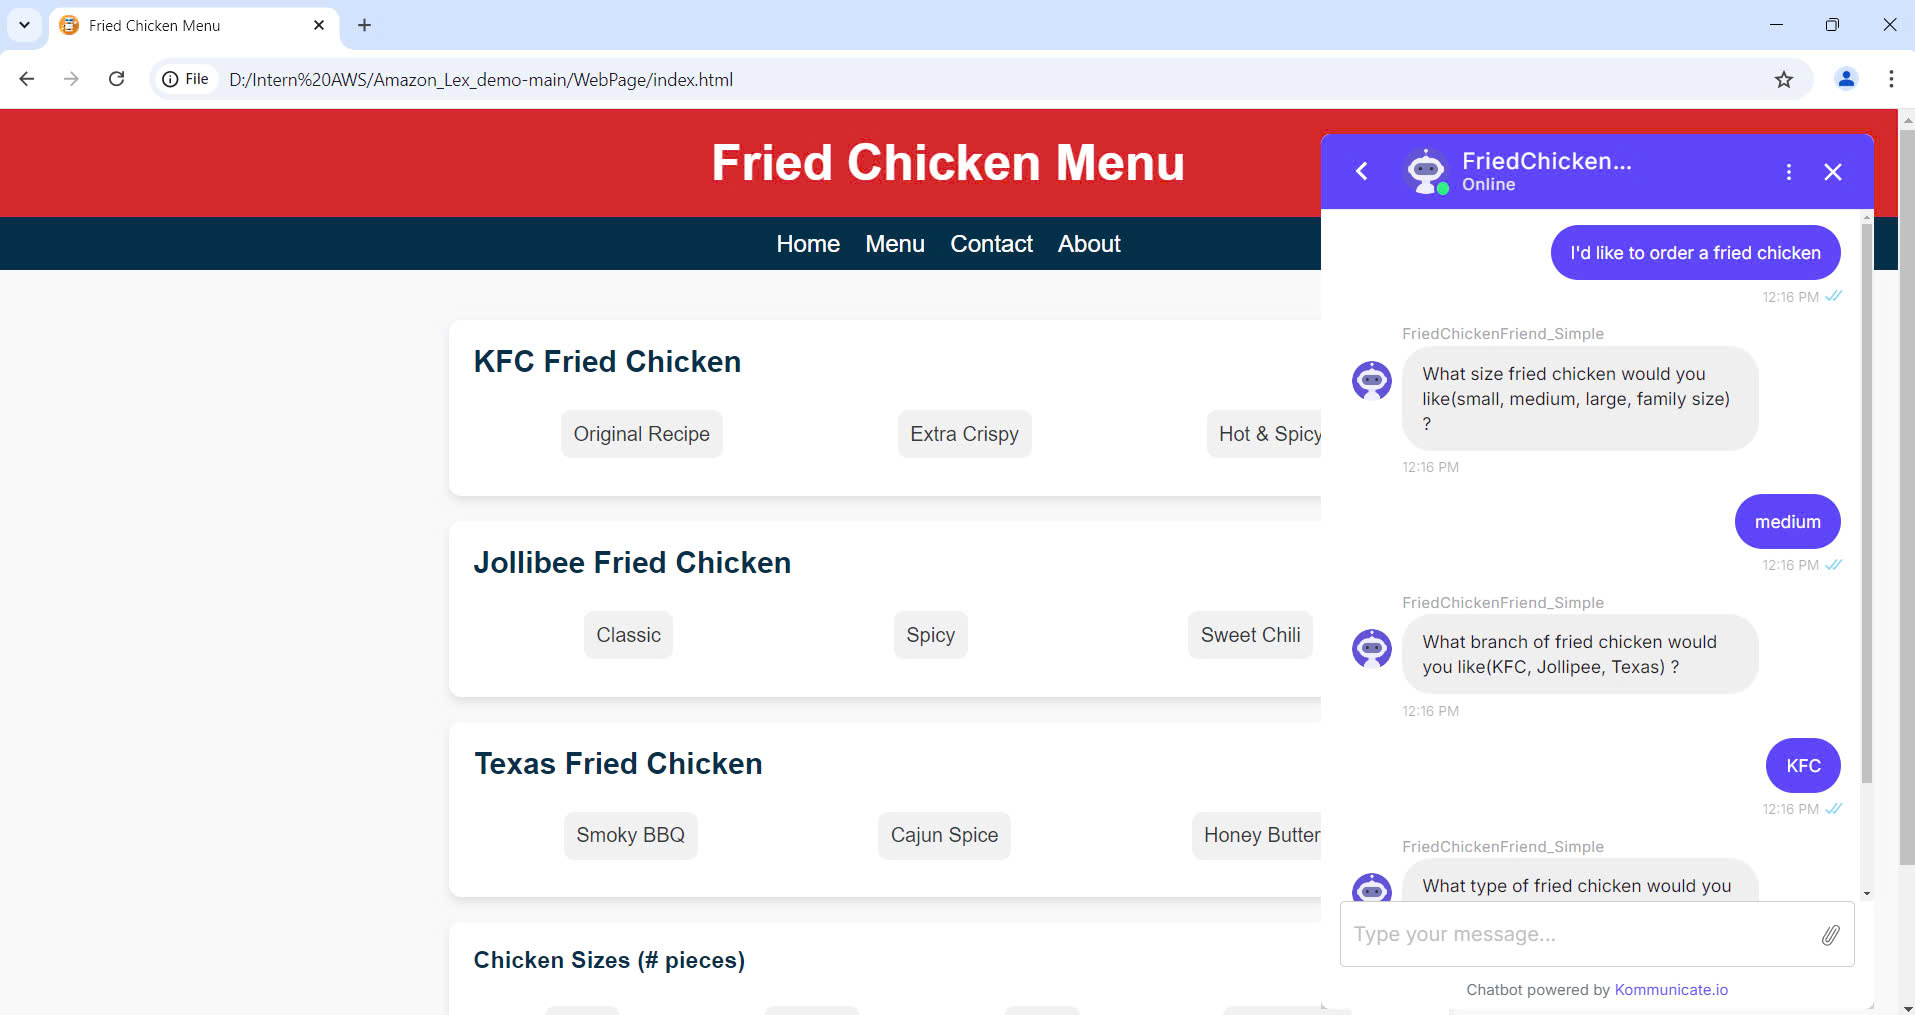 Fried Chicken Menu
File
D:/Intern%20AWS/Amazon_Lex_demo-main/WebPage/index.html
Fried Chicken Menu
Home Menu Contact About
KFC Fried Chicken
Original Recipe
Extra Crispy
Hot & Spicy
Jollibee Fried Chicken
Classic
Spicy
Sweet Chili
Texas Fried Chicken
Smoky BBQ
Cajun Spice
Honey Butter
Chicken Sizes (# pieces)
FriedChicken...
Online
I'd like to order a fried chicken
12:16 PM
FriedChickenFriend_Simple
What size fried chicken would you
like(small, medium, large, family size)
?
12:16 PM
medium
12:16 PM
FriedChickenFriend_Simple
What branch of fried chicken would
you like(KFC, Jollipee, Texas) ?
12:16 PM
KFC
12:16 PM
FriedChickenFriend_Simple
What type of fried chicken would you
Type your message...
Chatbot powered by Kommunicate.io